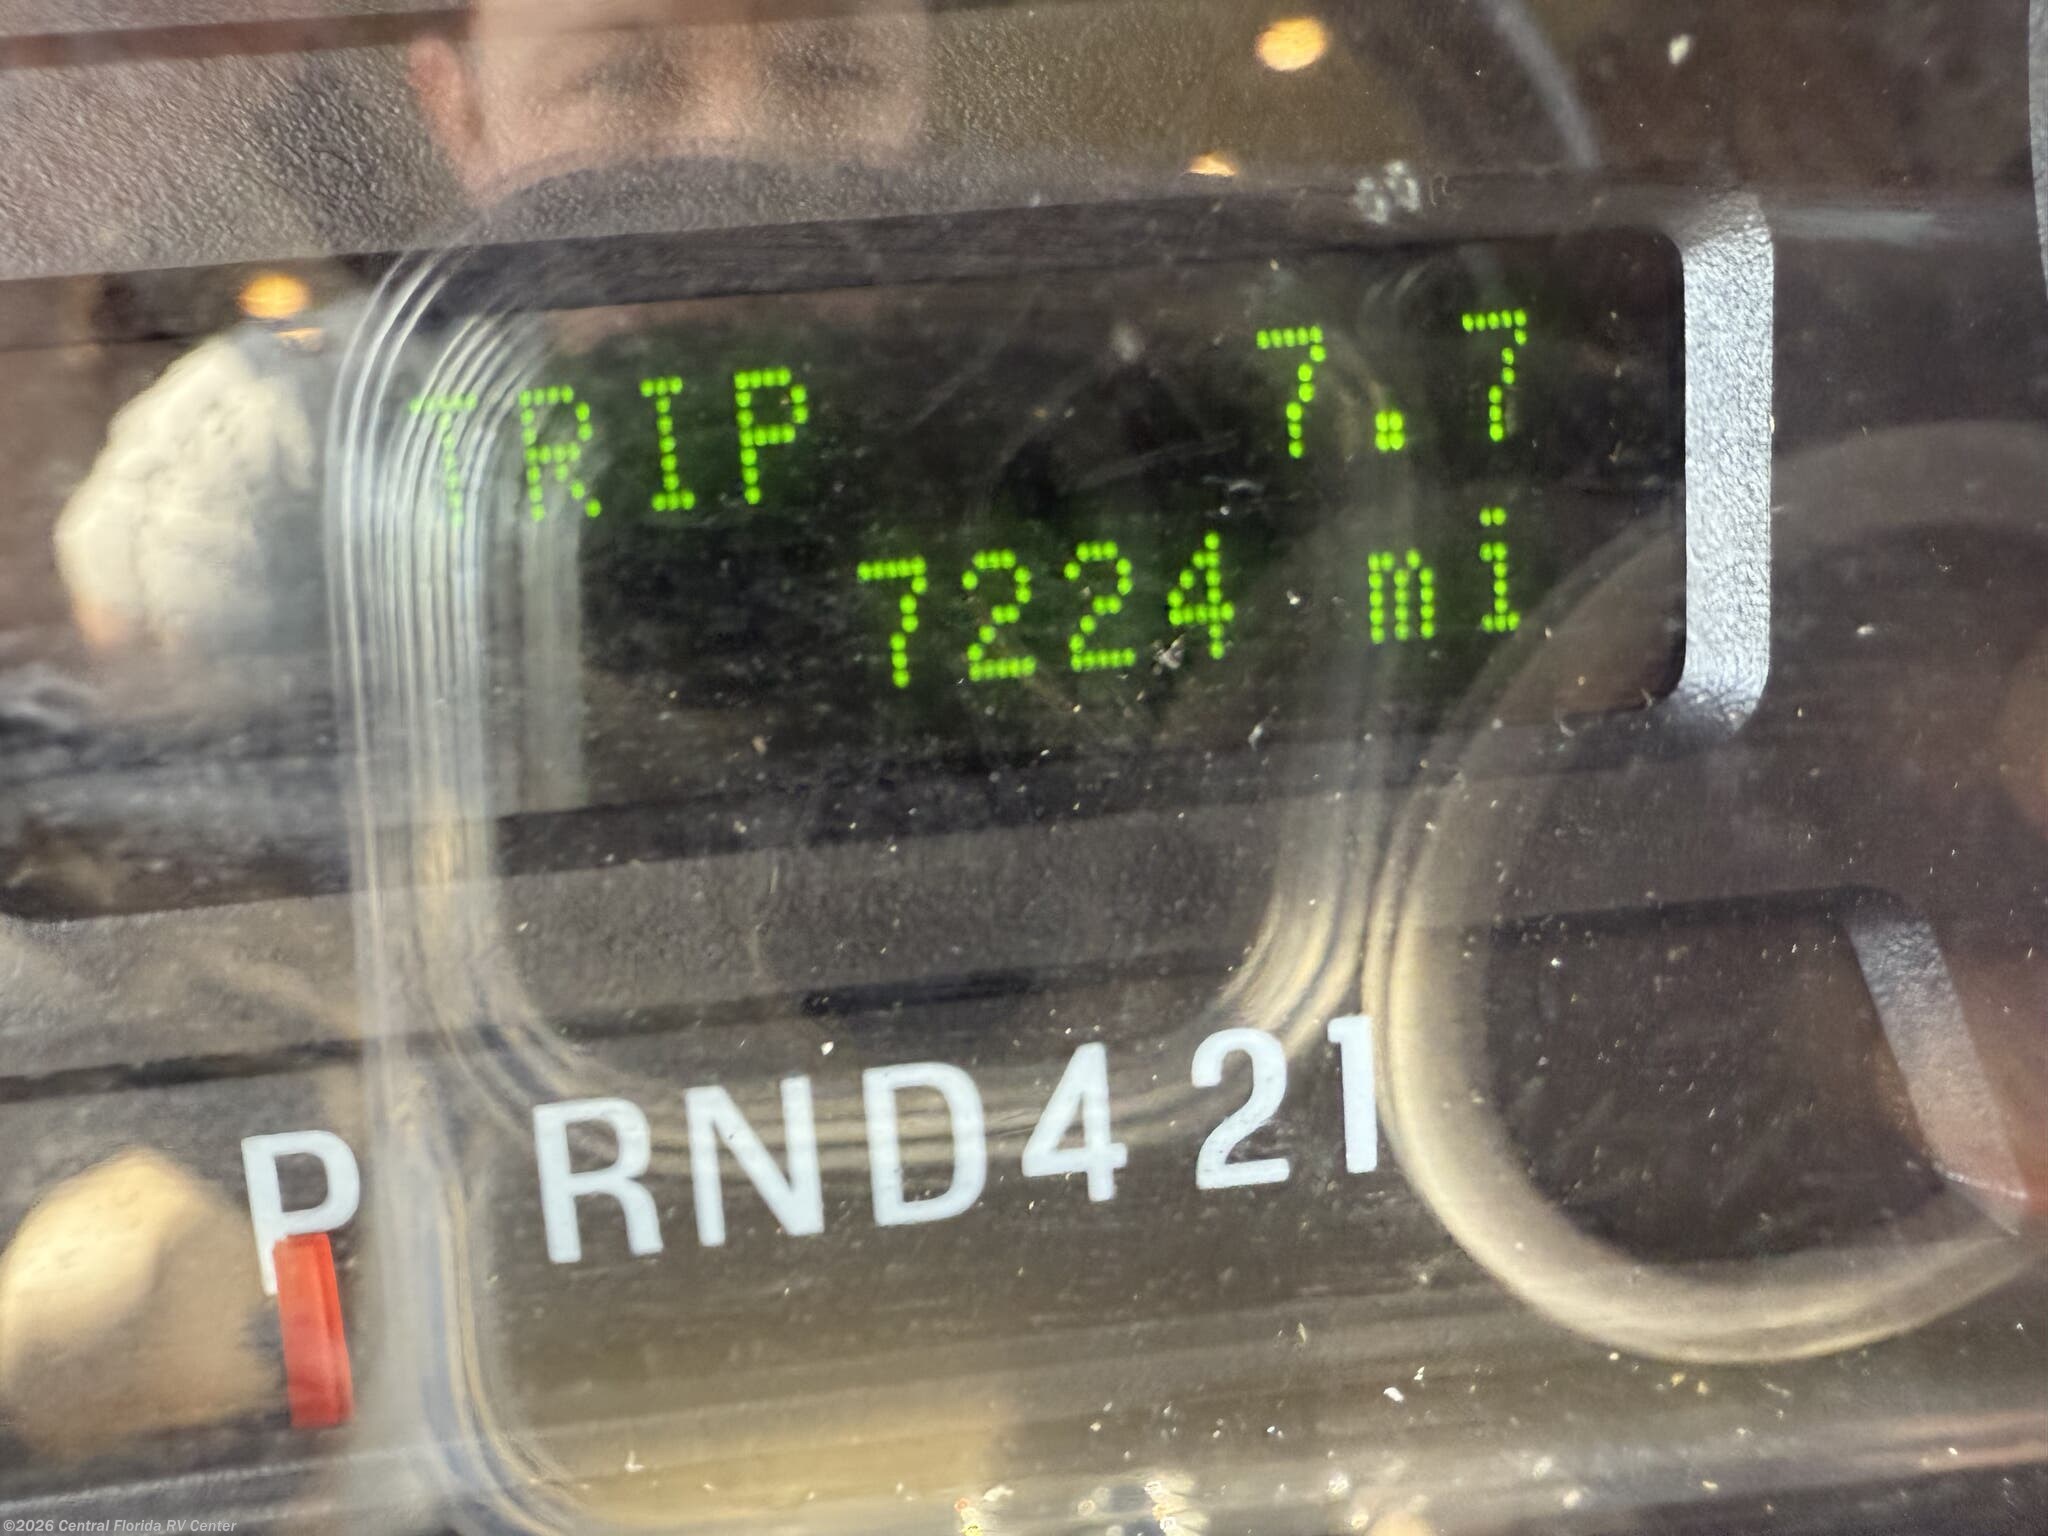 TRIP 7.7
7224 mi
P RND421
©2026 Central Florida RV Center